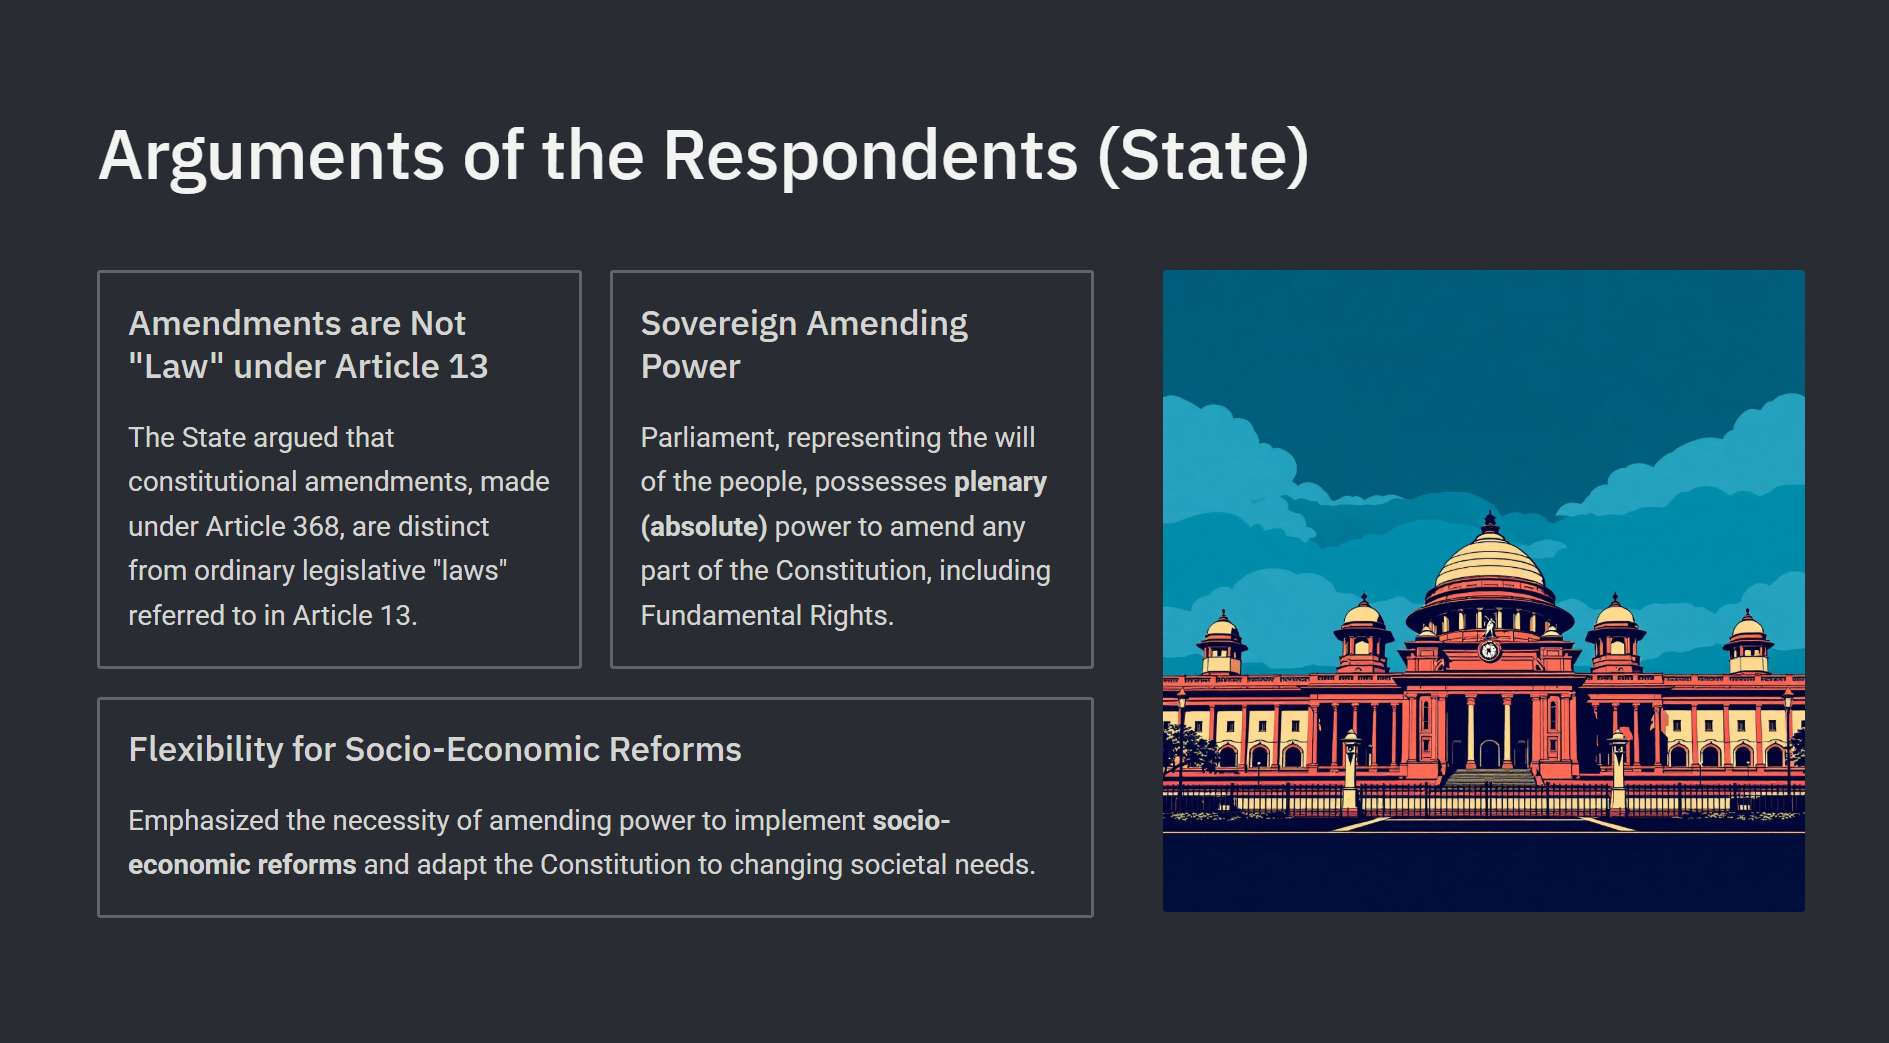 Arguments of the Respondents (State)
Amendments are Not
"Law" under Article 13
The State argued that
constitutional amendments, made
under Article 368, are distinct
from ordinary legislative "laws"
referred to in Article 13.
Sovereign Amending
Power
Parliament, representing the will
of the people, possesses plenary
(absolute) power to amend any
part of the Constitution, including
Fundamental Rights.
Flexibility for Socio-Economic Reforms
Emphasized the necessity of amending power to implement socio-
economic reforms and adapt the Constitution to changing societal needs.